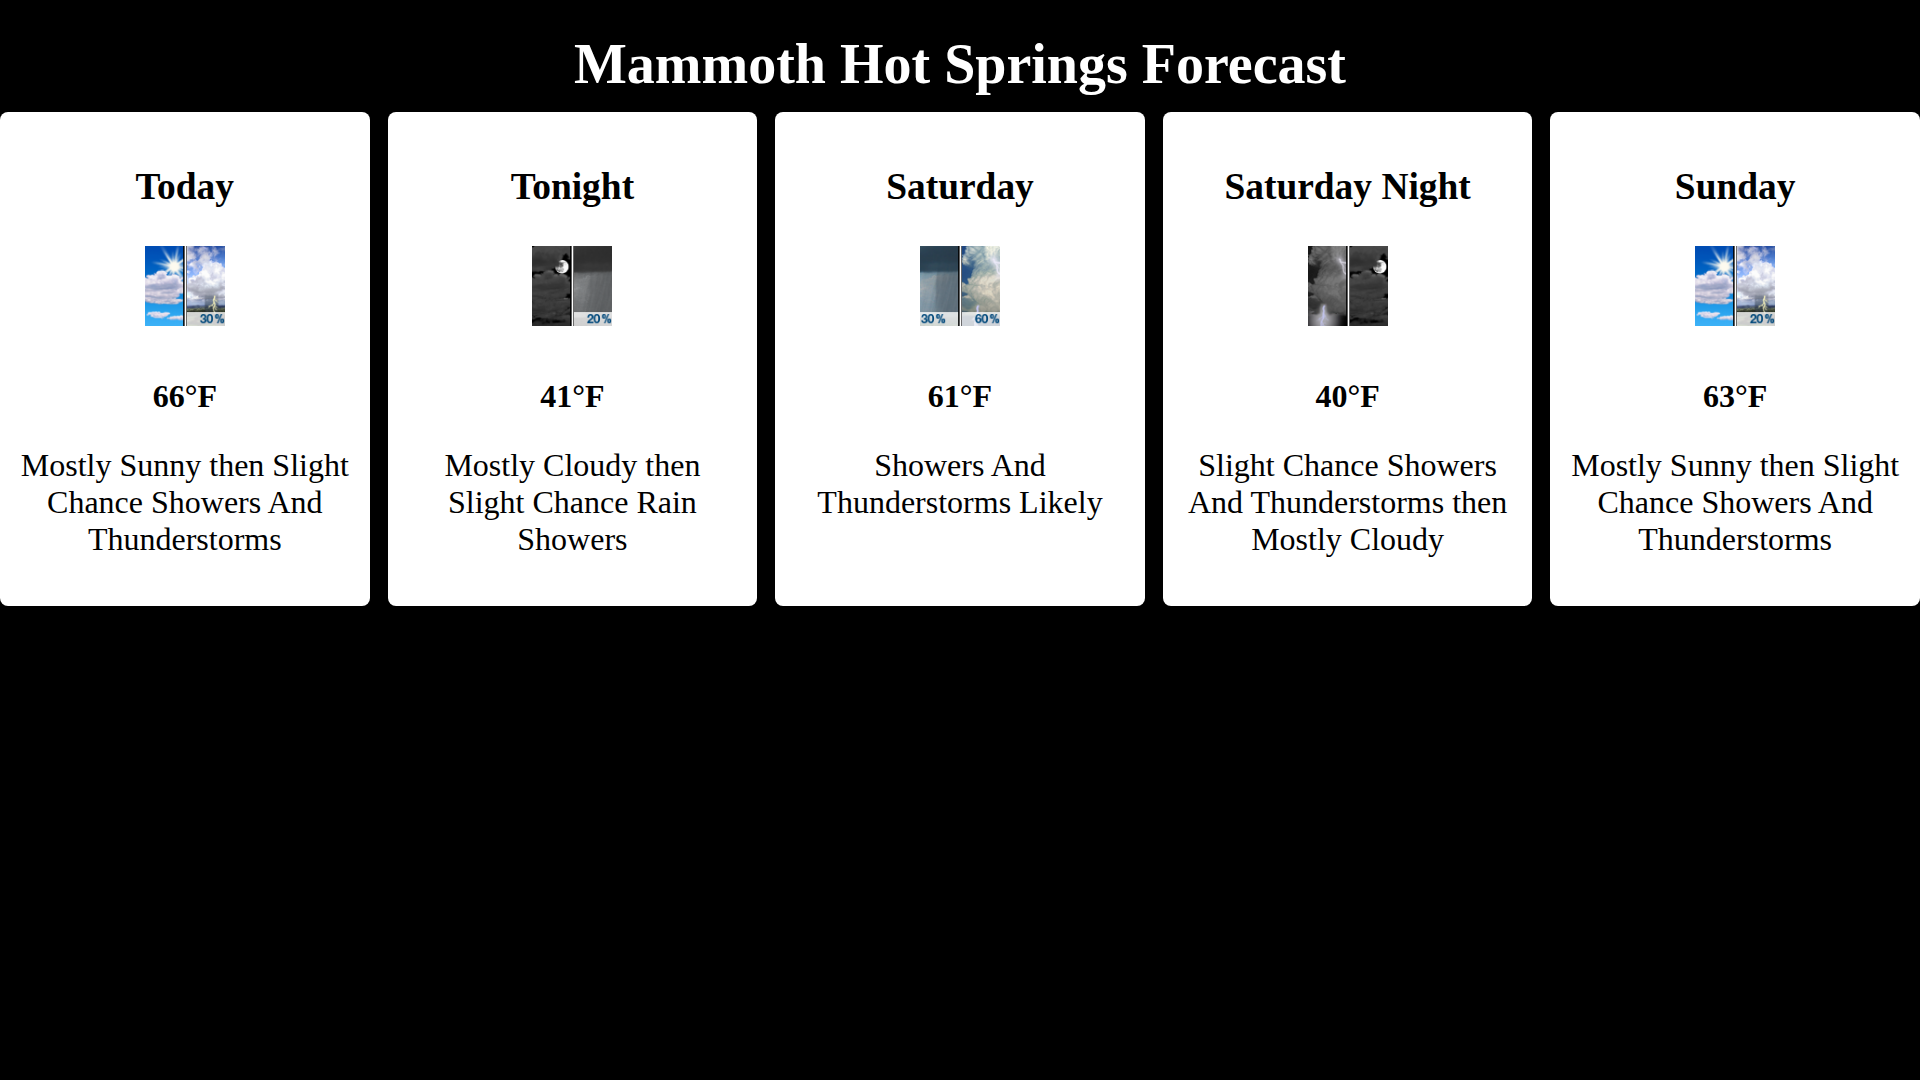 Mammoth Hot Springs Forecast
Today
30%
66°F
Mostly Sunny then Slight
Chance Showers And
Thunderstorms
Tonight
20%
41°F
Mostly Cloudy then
Slight Chance Rain
Showers
Saturday
30% 60%
61°F
Showers And
Thunderstorms Likely
Saturday Night
40°F
Slight Chance Showers
And Thunderstorms then
Mostly Cloudy
Sunday
20%
63°F
Mostly Sunny then Slight
Chance Showers And
Thunderstorms